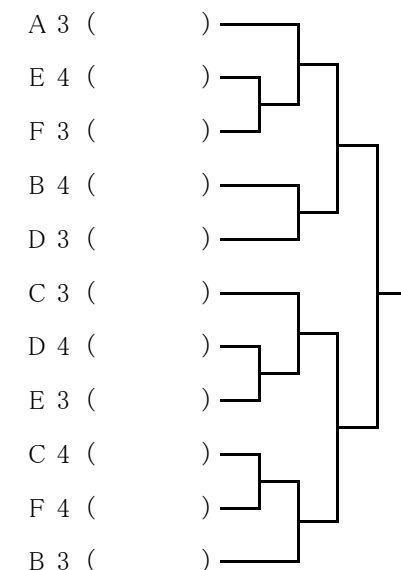 A 3 (          )
E 4 (          )
F 3 (          )
B 4 (          )
D 3 (          )
C 3 (          )
D 4 (          )
E 3 (          )
C 4 (          )
F 4 (          )
B 3 (          )